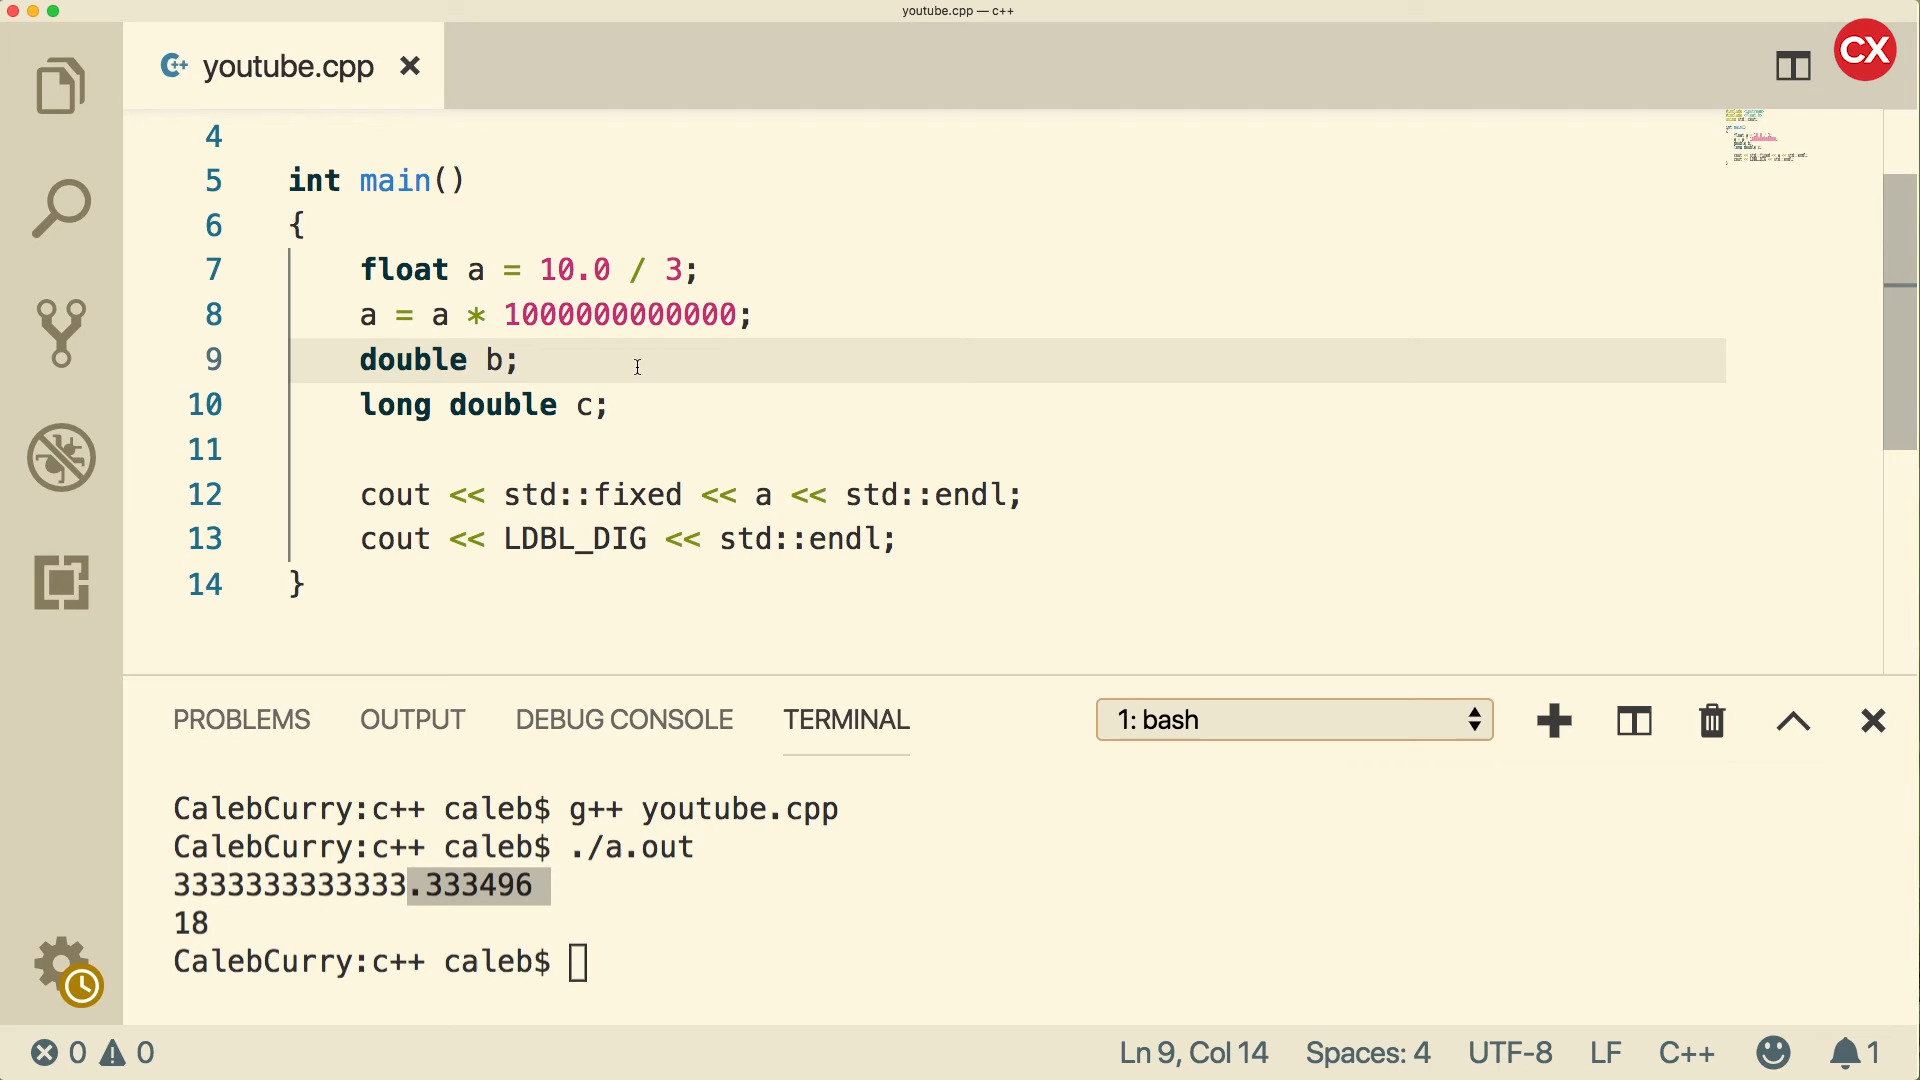 youtube.cpp — c++
youtube.cpp
CX
4
5 int main()
6 {
7 float a = 10.0 / 3;
8 a = a * 1000000000000;
9 double b;
10 long double c;
11
12 cout << std::fixed << a << std::endl;
13 cout << LDBL_DIG << std::endl;
14 }
PROBLEMS OUTPUT DEBUG CONSOLE TERMINAL 1: bash
CalebCurry:c++ caleb$ g++ youtube.cpp
CalebCurry:c++ caleb$ ./a.out
3333333333333.333496
18
CalebCurry:c++ caleb$
0 0 Ln 9, Col 14 Spaces: 4 UTF-8 LF C++ 1